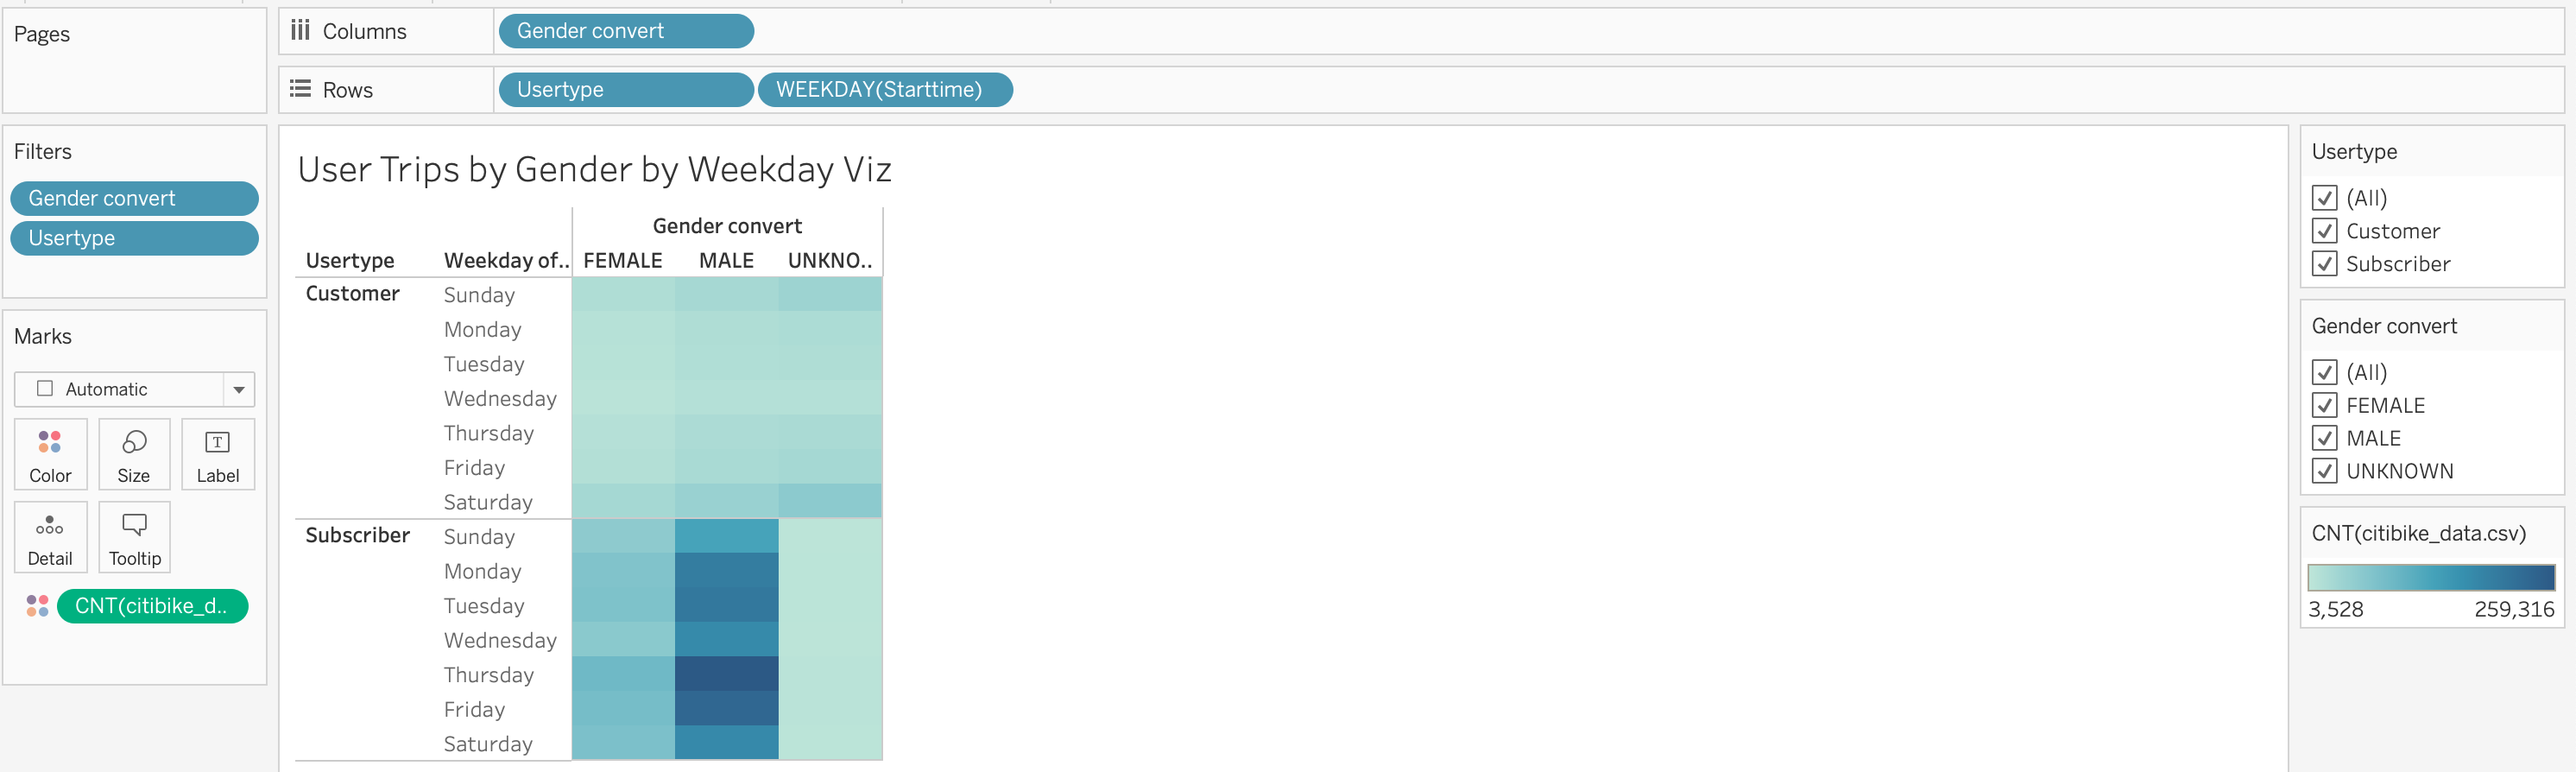 Pages
Columns
Gender convert
Rows
Usertype
WEEKDAY(Starttime)
Filters
Gender convert
Usertype
Marks
Automatic
Color
Size
T
Label
Detail
Tooltip
CNT(citibike_d..
User Trips by Gender by Weekday Viz
Gender convert
Usertype Weekday of.. FEMALE MALE UNKNO..
Customer Sunday
Monday
Tuesday
Wednesday
Thursday
Friday
Saturday
Subscriber Sunday
Monday
Tuesday
Wednesday
Thursday
Friday
Saturday
Usertype
(All)
Customer
Subscriber
Gender convert
(All)
FEMALE
MALE
UNKNOWN
CNT(citibike_data.csv)
3,528 259,316